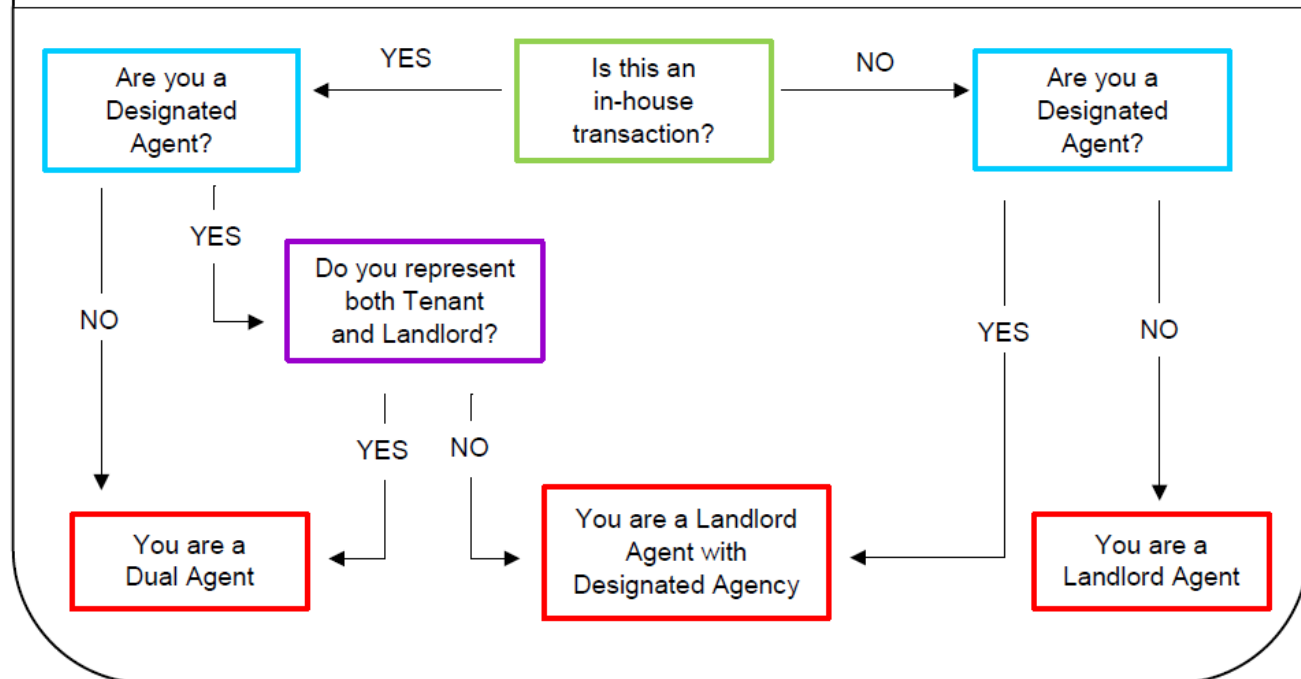 YES
Is this an
in-house
transaction?
NO
Are you a
Designated
Agent?
Are you a
Designated
Agent?
YES
Do you represent
both Tenant
and Landlord?
NO
YES
NO
YES
NO
You are a
Dual Agent
You are a Landlord
Agent with
Designated Agency
You are a
Landlord Agent